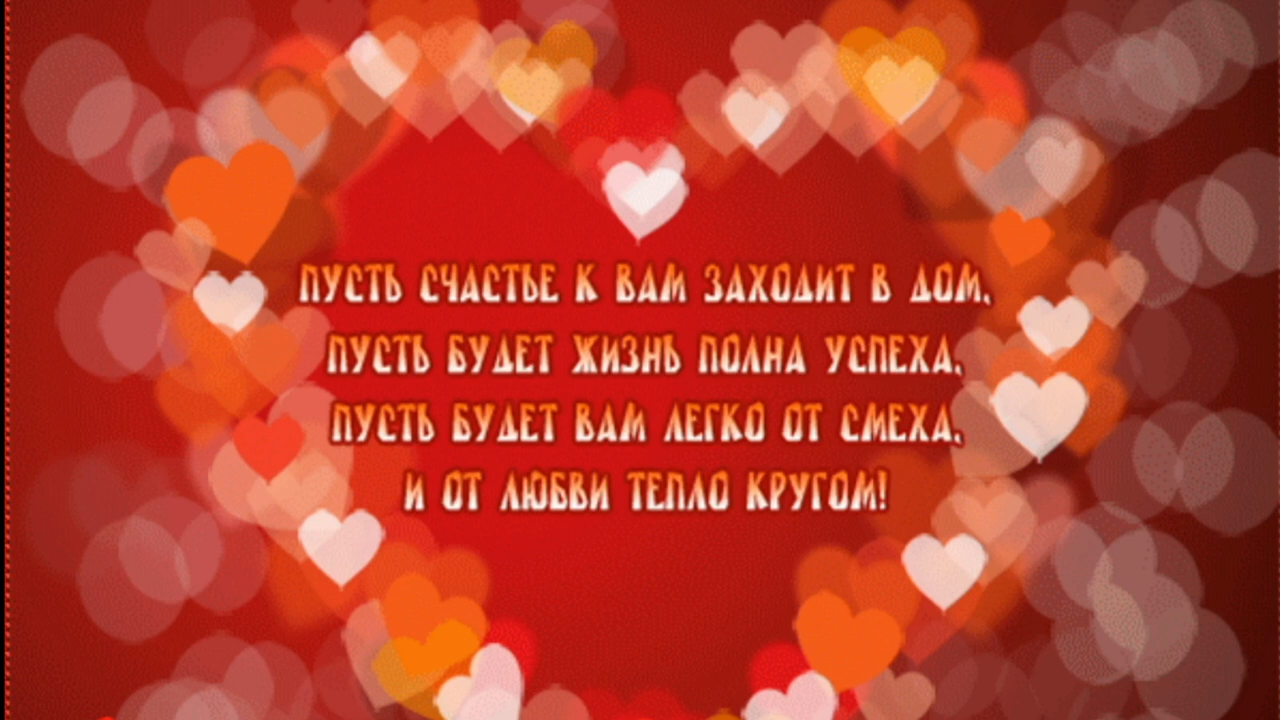 ПУСТЬ СЧАСТЬЕ К ВАМ ЗАХОДИТ В ДОМ,
ПУСТЬ БУДЕТ ЖИЗНЬ ПОЛНА УСПЕХА,
ПУСТЬ БУДЕТ ВАМ ЛЕГКО ОТ СМЕХА,
И ОТ ЛЮБВИ ТЕПЛО КРУГОМ!